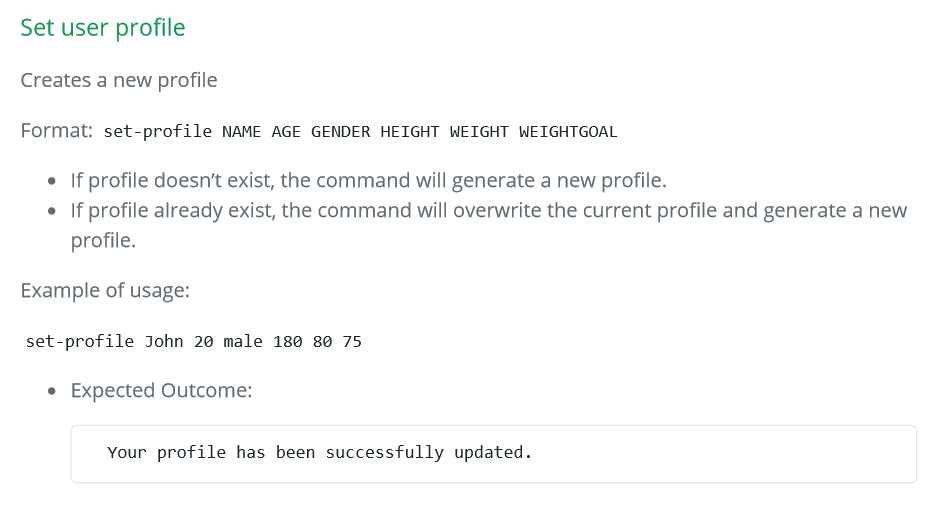 Set user profile
Creates a new profile
Format: set-profile NAME AGE GENDER HEIGHT WEIGHT WEIGHTGOAL
• If profile doesn’t exist, the command will generate a new profile.
• If profile already exist, the command will overwrite the current profile and generate a new
profile.
Example of usage:
set-profile John 20 male 180 80 75
• Expected Outcome:
Your profile has been successfully updated.